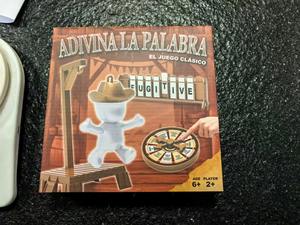 ADIVINA LA PALABRA
EL JUEGO CLÁSICO
FUGITIVE
AGE PLAYER
6+ 2+